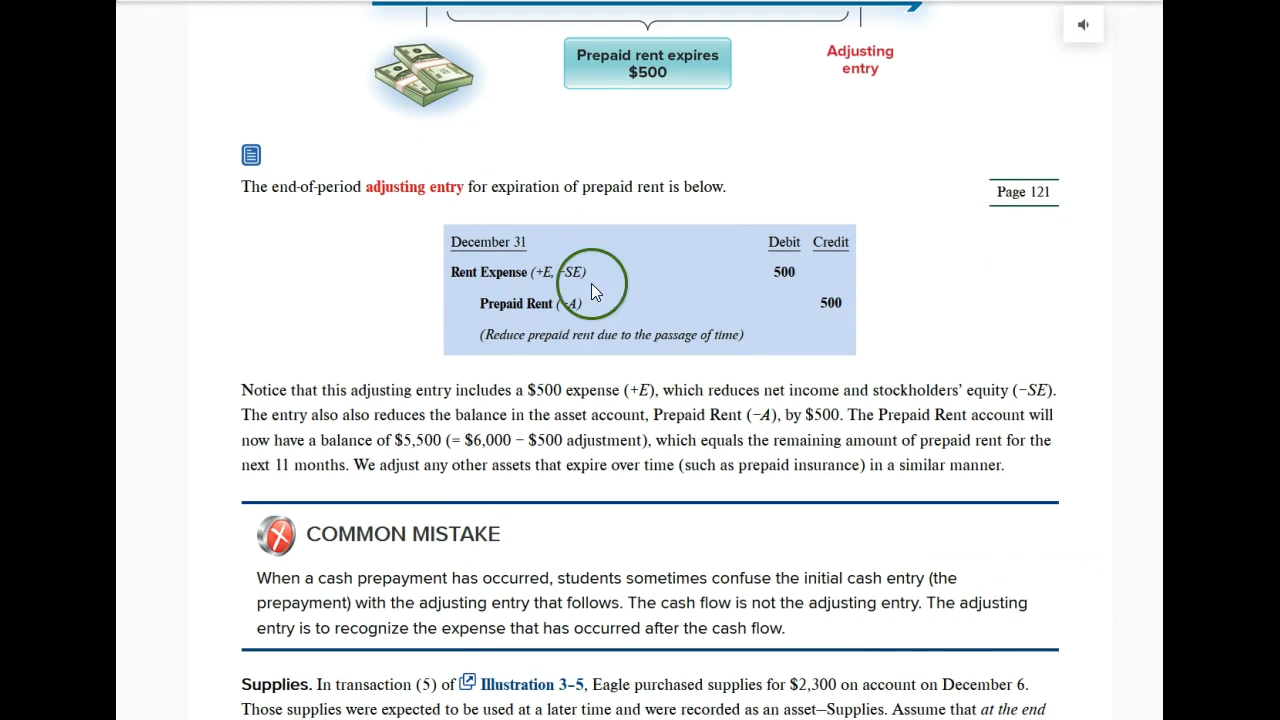 Prepaid rent expires
$500
Adjusting
entry
The end-of-period adjusting entry for expiration of prepaid rent is below.
Page 121
December 31 Debit Credit
Rent Expense (+E, −SE) 500
Prepaid Rent (−A) 500
(Reduce prepaid rent due to the passage of time)
Notice that this adjusting entry includes a $500 expense (+E), which reduces net income and stockholders’ equity (−SE).
The entry also also reduces the balance in the asset account, Prepaid Rent (−A), by $500. The Prepaid Rent account will
now have a balance of $5,500 (= $6,000 − $500 adjustment), which equals the remaining amount of prepaid rent for the
next 11 months. We adjust any other assets that expire over time (such as prepaid insurance) in a similar manner.
COMMON MISTAKE
When a cash prepayment has occurred, students sometimes confuse the initial cash entry (the
prepayment) with the adjusting entry that follows. The cash flow is not the adjusting entry. The adjusting
entry is to recognize the expense that has occurred after the cash flow.
Supplies. In transaction (5) of Illustration 3–5, Eagle purchased supplies for $2,300 on account on December 6.
Those supplies were expected to be used at a later time and were recorded as an asset—Supplies. Assume that at the end